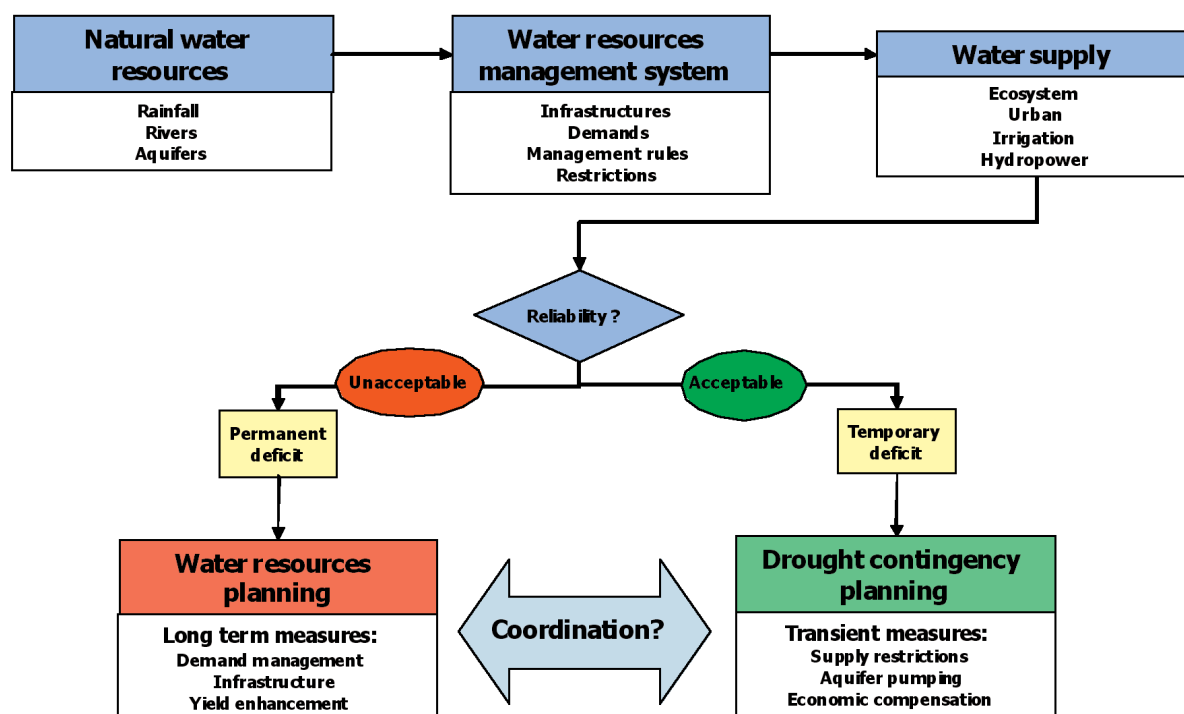 Natural water
resources
Rainfall
Rivers
Aquifers
Water resources
management system
Infrastructures
Demands
Management rules
Restrictions
Water supply
Ecosystem
Urban
Irrigation
Hydropower
Reliability ?
Unacceptable
Acceptable
Permanent
deficit
Temporary
deficit
Water resources
planning
Long term measures:
Demand management
Infrastructure
Yield enhancement
Coordination?
Drought contingency
planning
Transient measures:
Supply restrictions
Aquifer pumping
Economic compensation